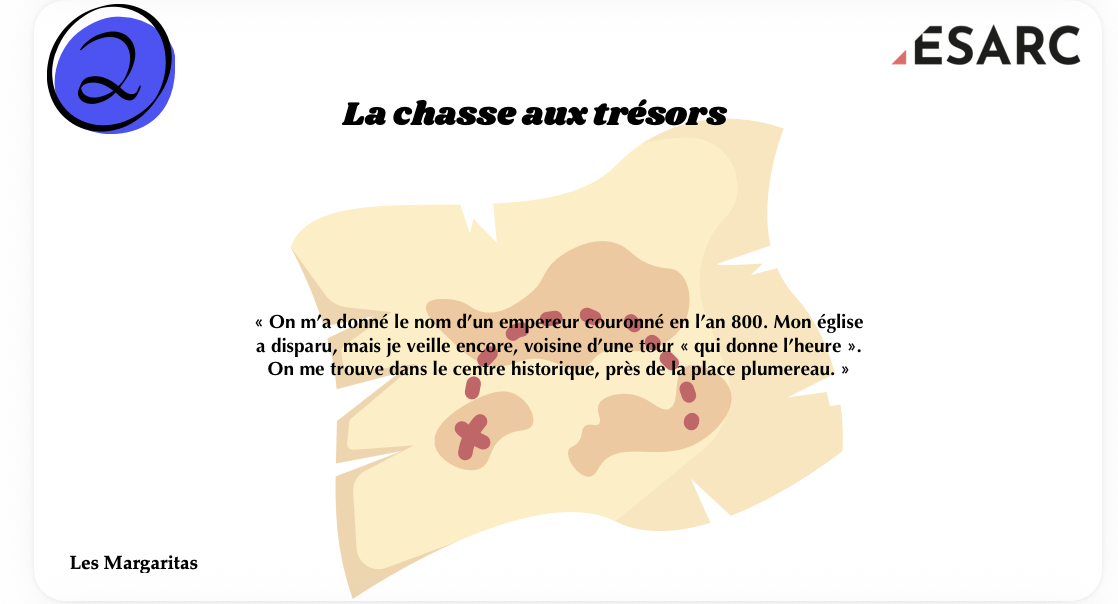 2
ESARC
La chasse aux trésors
« On m'a donné le nom d'un empereur couronné en l'an 800. Mon église
a disparu, mais je veille encore, voisine d'une tour « qui donne l'heure ».
On me trouve dans le centre historique, près de la place plumereau. »
Les Margaritas